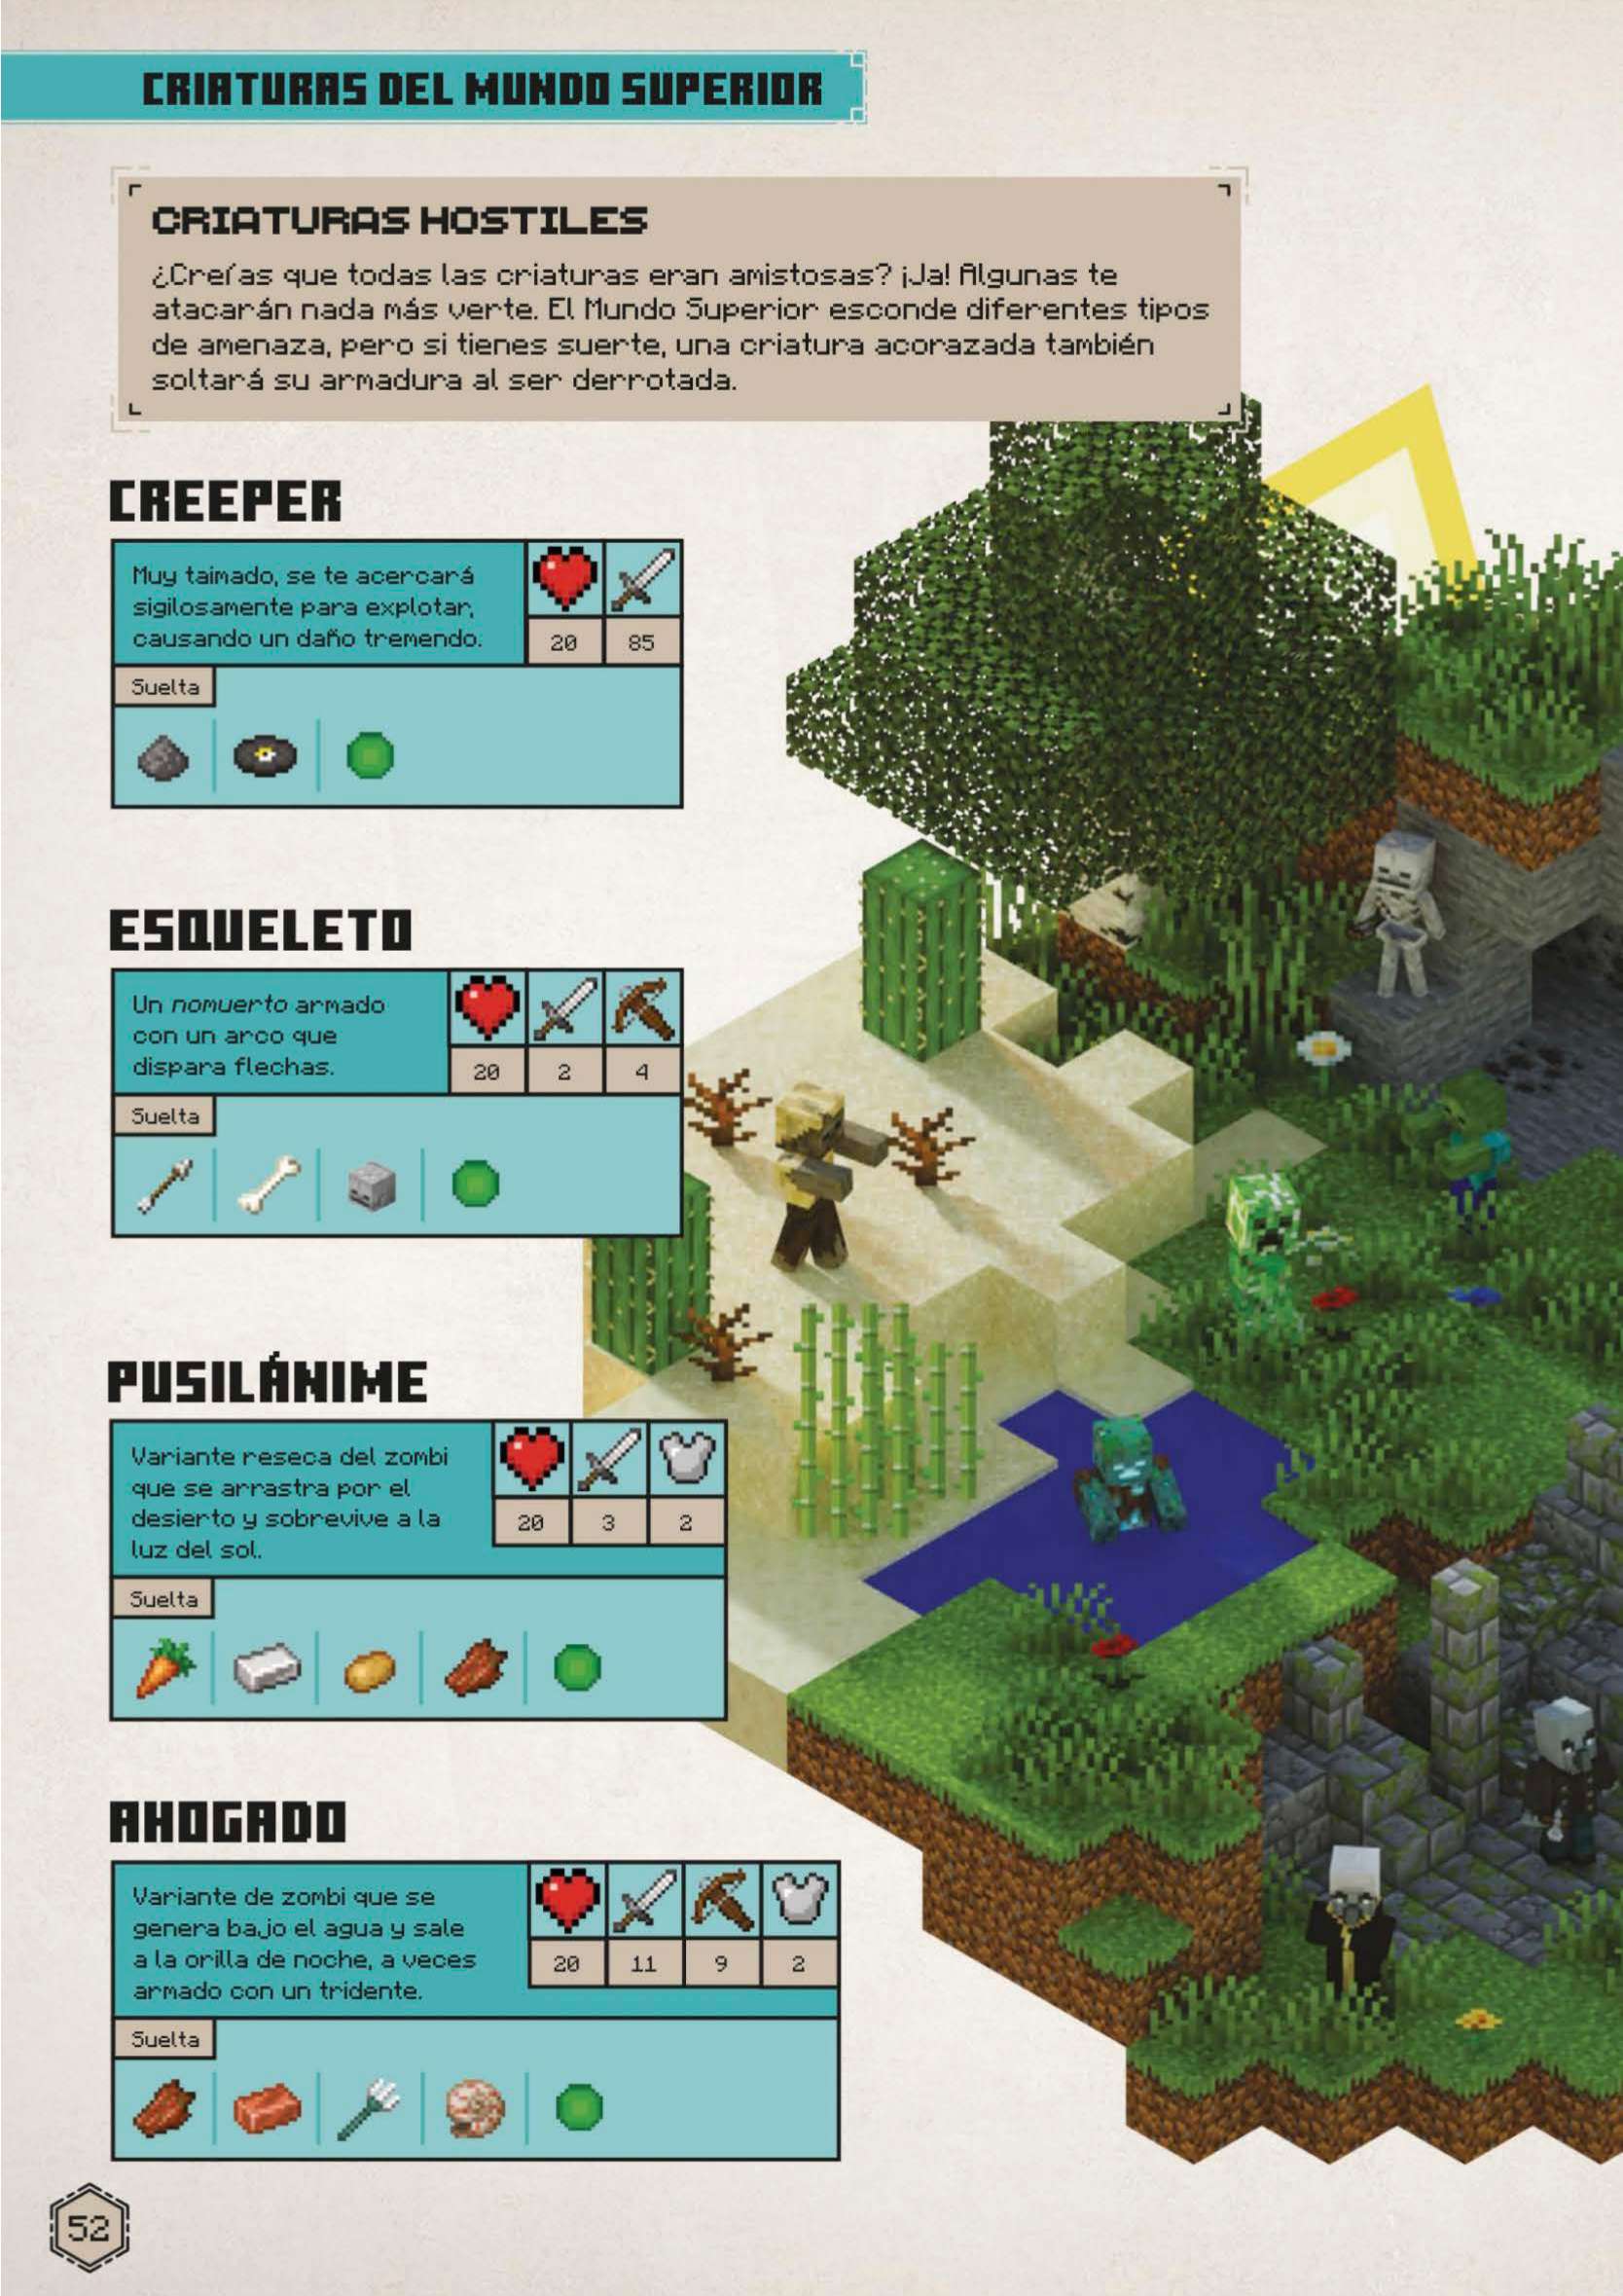 CRIATURAS DEL MUNDO SUPERIOR
CRIATURAS HOSTILES
¿Creías que todas las criaturas eran amistosas? ¡Ja! Algunas te
atacarán nada más verte. El Mundo Superior esconde diferentes tipos
de amenaza, pero si tienes suerte, una criatura acorazada también
soltará su armadura al ser derrotada.
CREEPER
Muy taimado, se te acercará
sigilosamente para explotar,
causando un daño tremendo.
20 85
Suelta
ESQUELETO
Un nomuerto armado
con un arco que
dispara flechas.
20 2 4
Suelta
PUSILÁNIME
Variante reseca del zombi
que se arrastra por el
desierto y sobrevive a la
luz del sol.
20 3 2
Suelta
AHOGADO
Variante de zombi que se
genera bajo el agua y sale
a la orilla de noche, a veces
armado con un tridente.
20 11 9 2
Suelta
52